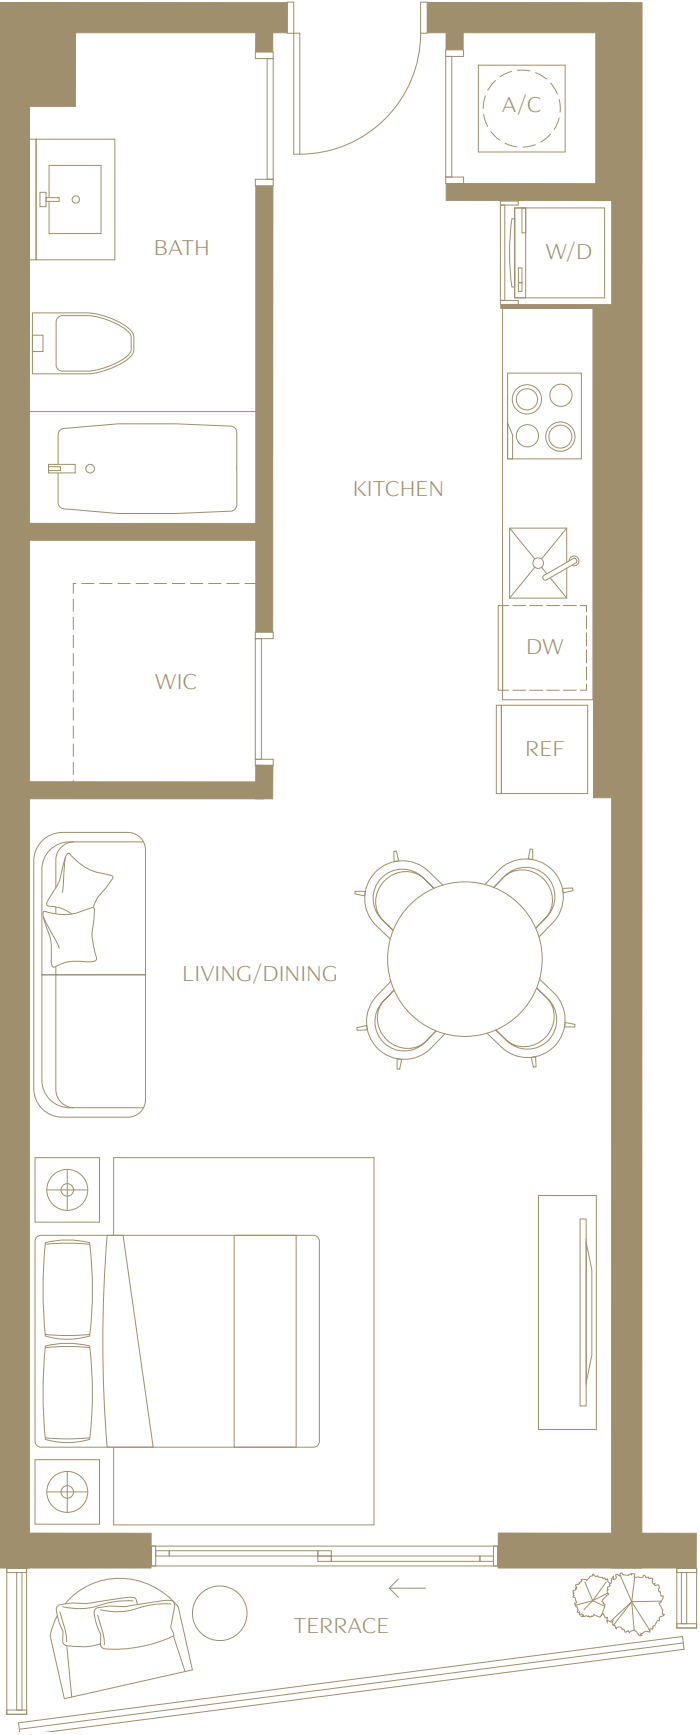 A/C
BATH
W/D
KITCHEN
DW
WIC
REF
LIVING/DINING
TERRACE